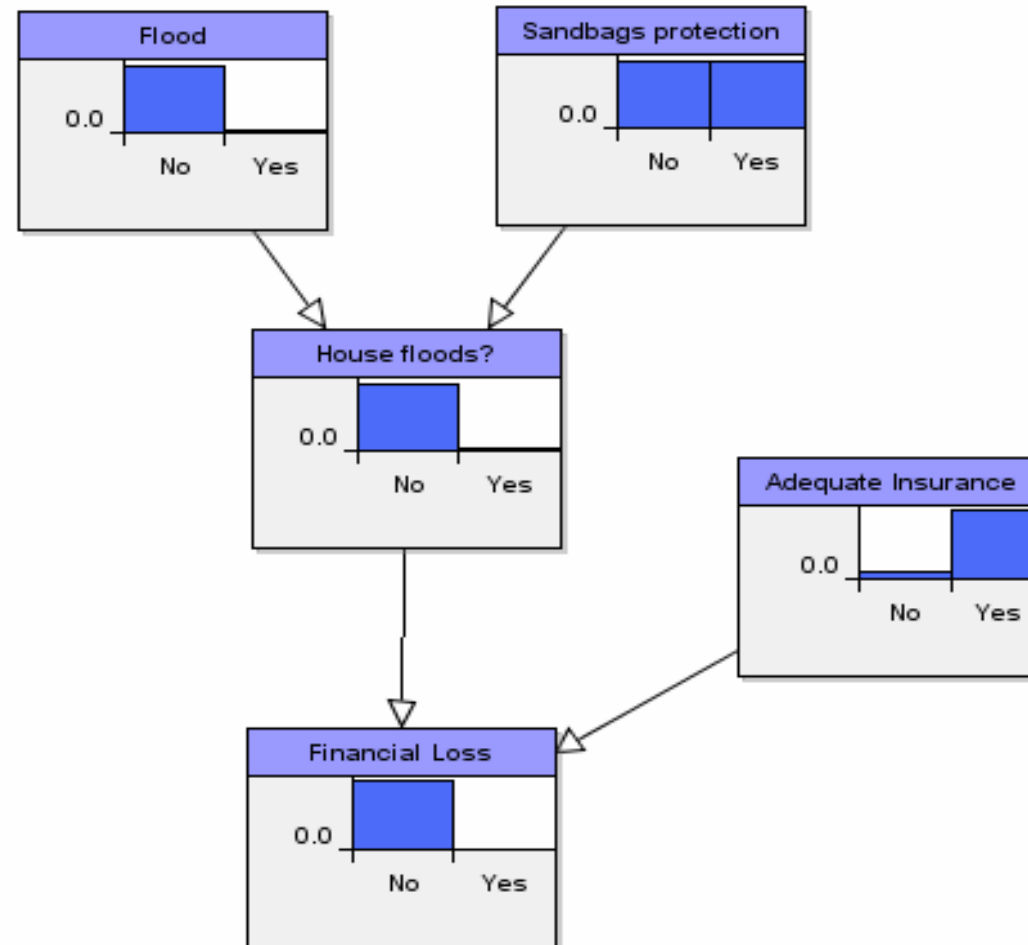 Flood
0.0
No Yes
Sandbags protection
0.0
No Yes
House floods?
0.0
No Yes
Adequate Insurance
0.0
No Yes
Financial Loss
0.0
No Yes